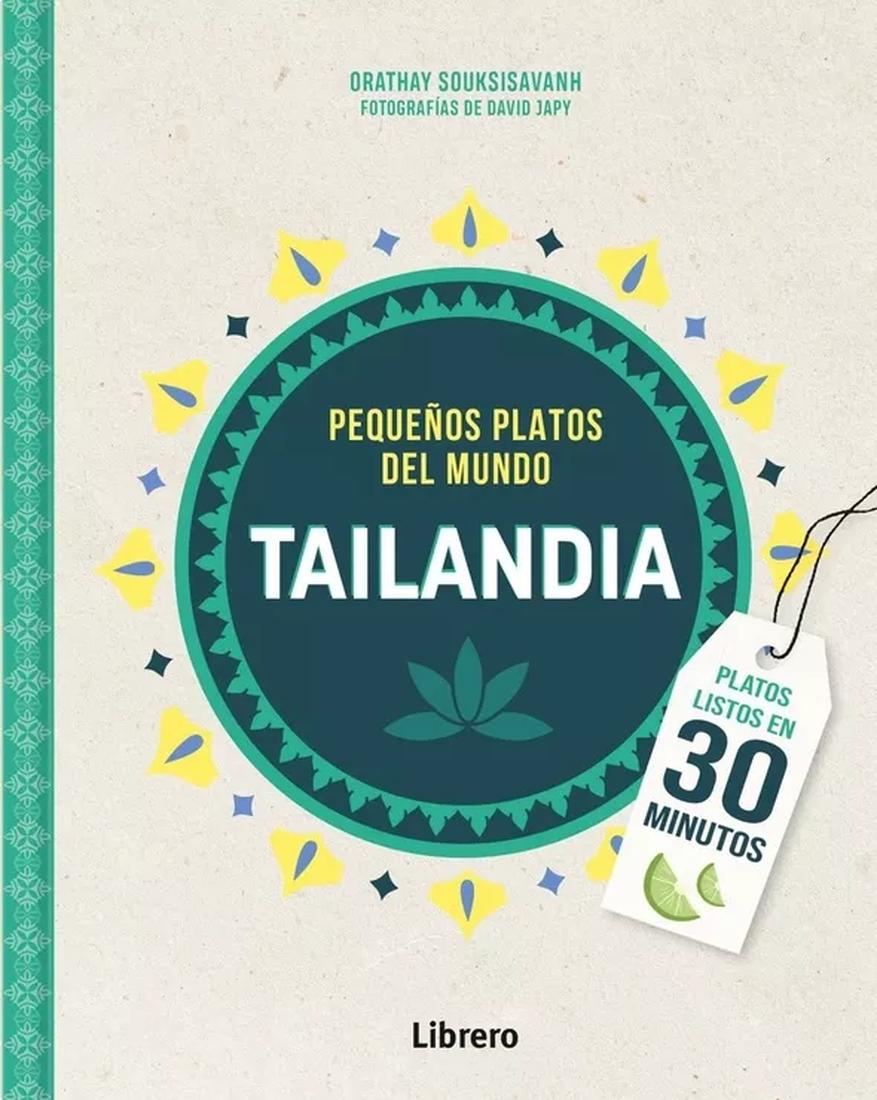 ORATHAY SOUKSISAVANH
FOTOGRAFÍAS DE DAVID JAPY
PEQUEÑOS PLATOS
DEL MUNDO
TAILANDIA
PLATOS
LISTOS EN
30
MINUTOS
Librero